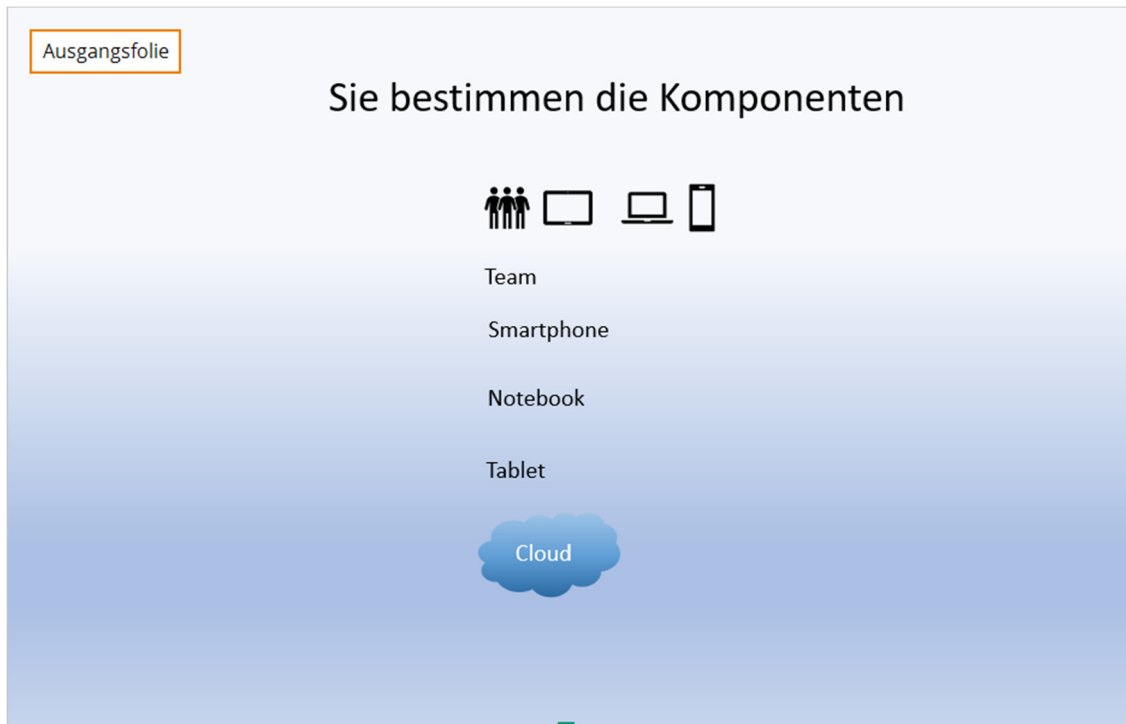 Ausgangsfolie
Sie bestimmen die Komponenten
Team
Smartphone
Notebook
Tablet
Cloud